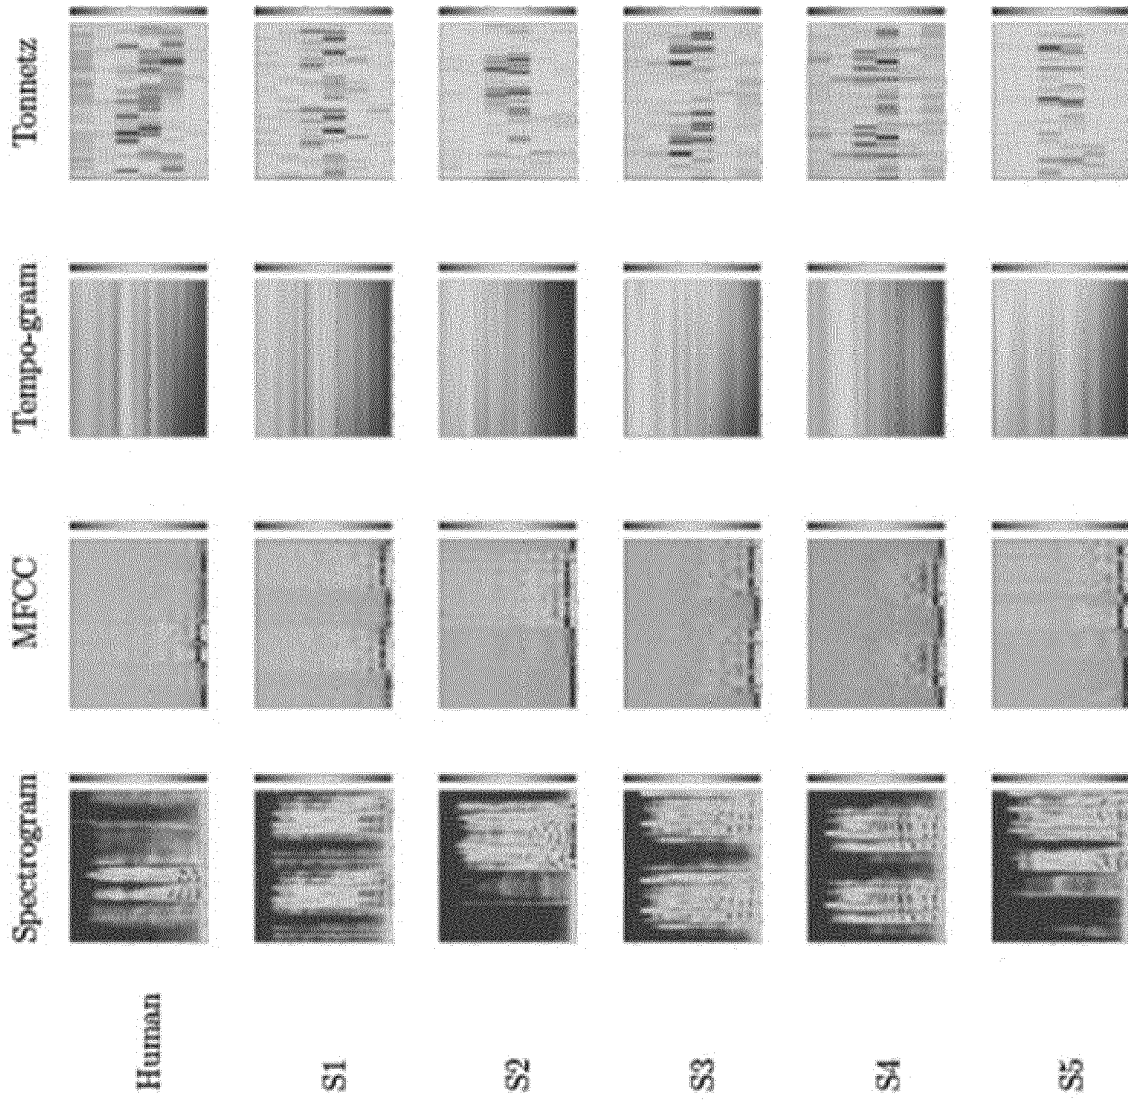 Tonnetz
Tempo-gram
MFCC
Spectrogram
Human
S1
S2
S3
S4
S5